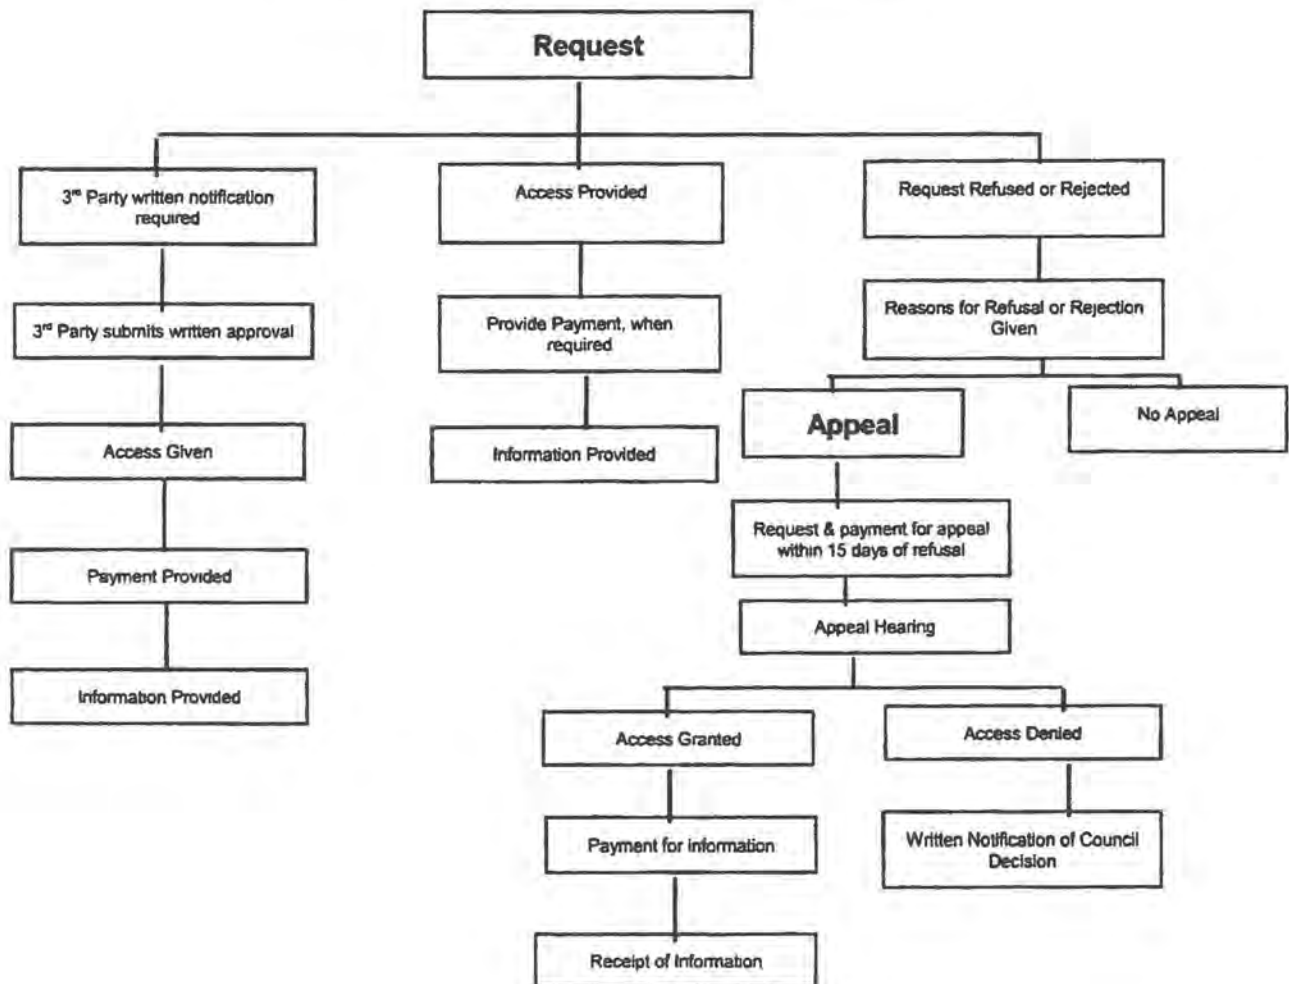 Request
3rd Party written notification
required
Access Provided
Request Refused or Rejected
3rd Party submits written approval
Provide Payment, when
required
Reasons for Refusal or Rejection
Given
Access Given
Information Provided
Appeal
No Appeal
Request & payment for appeal
within 15 days of refusal
Payment Provided
Appeal Hearing
Information Provided
Access Granted
Access Denied
Payment for information
Written Notification of Council
Decision
Receipt of Information